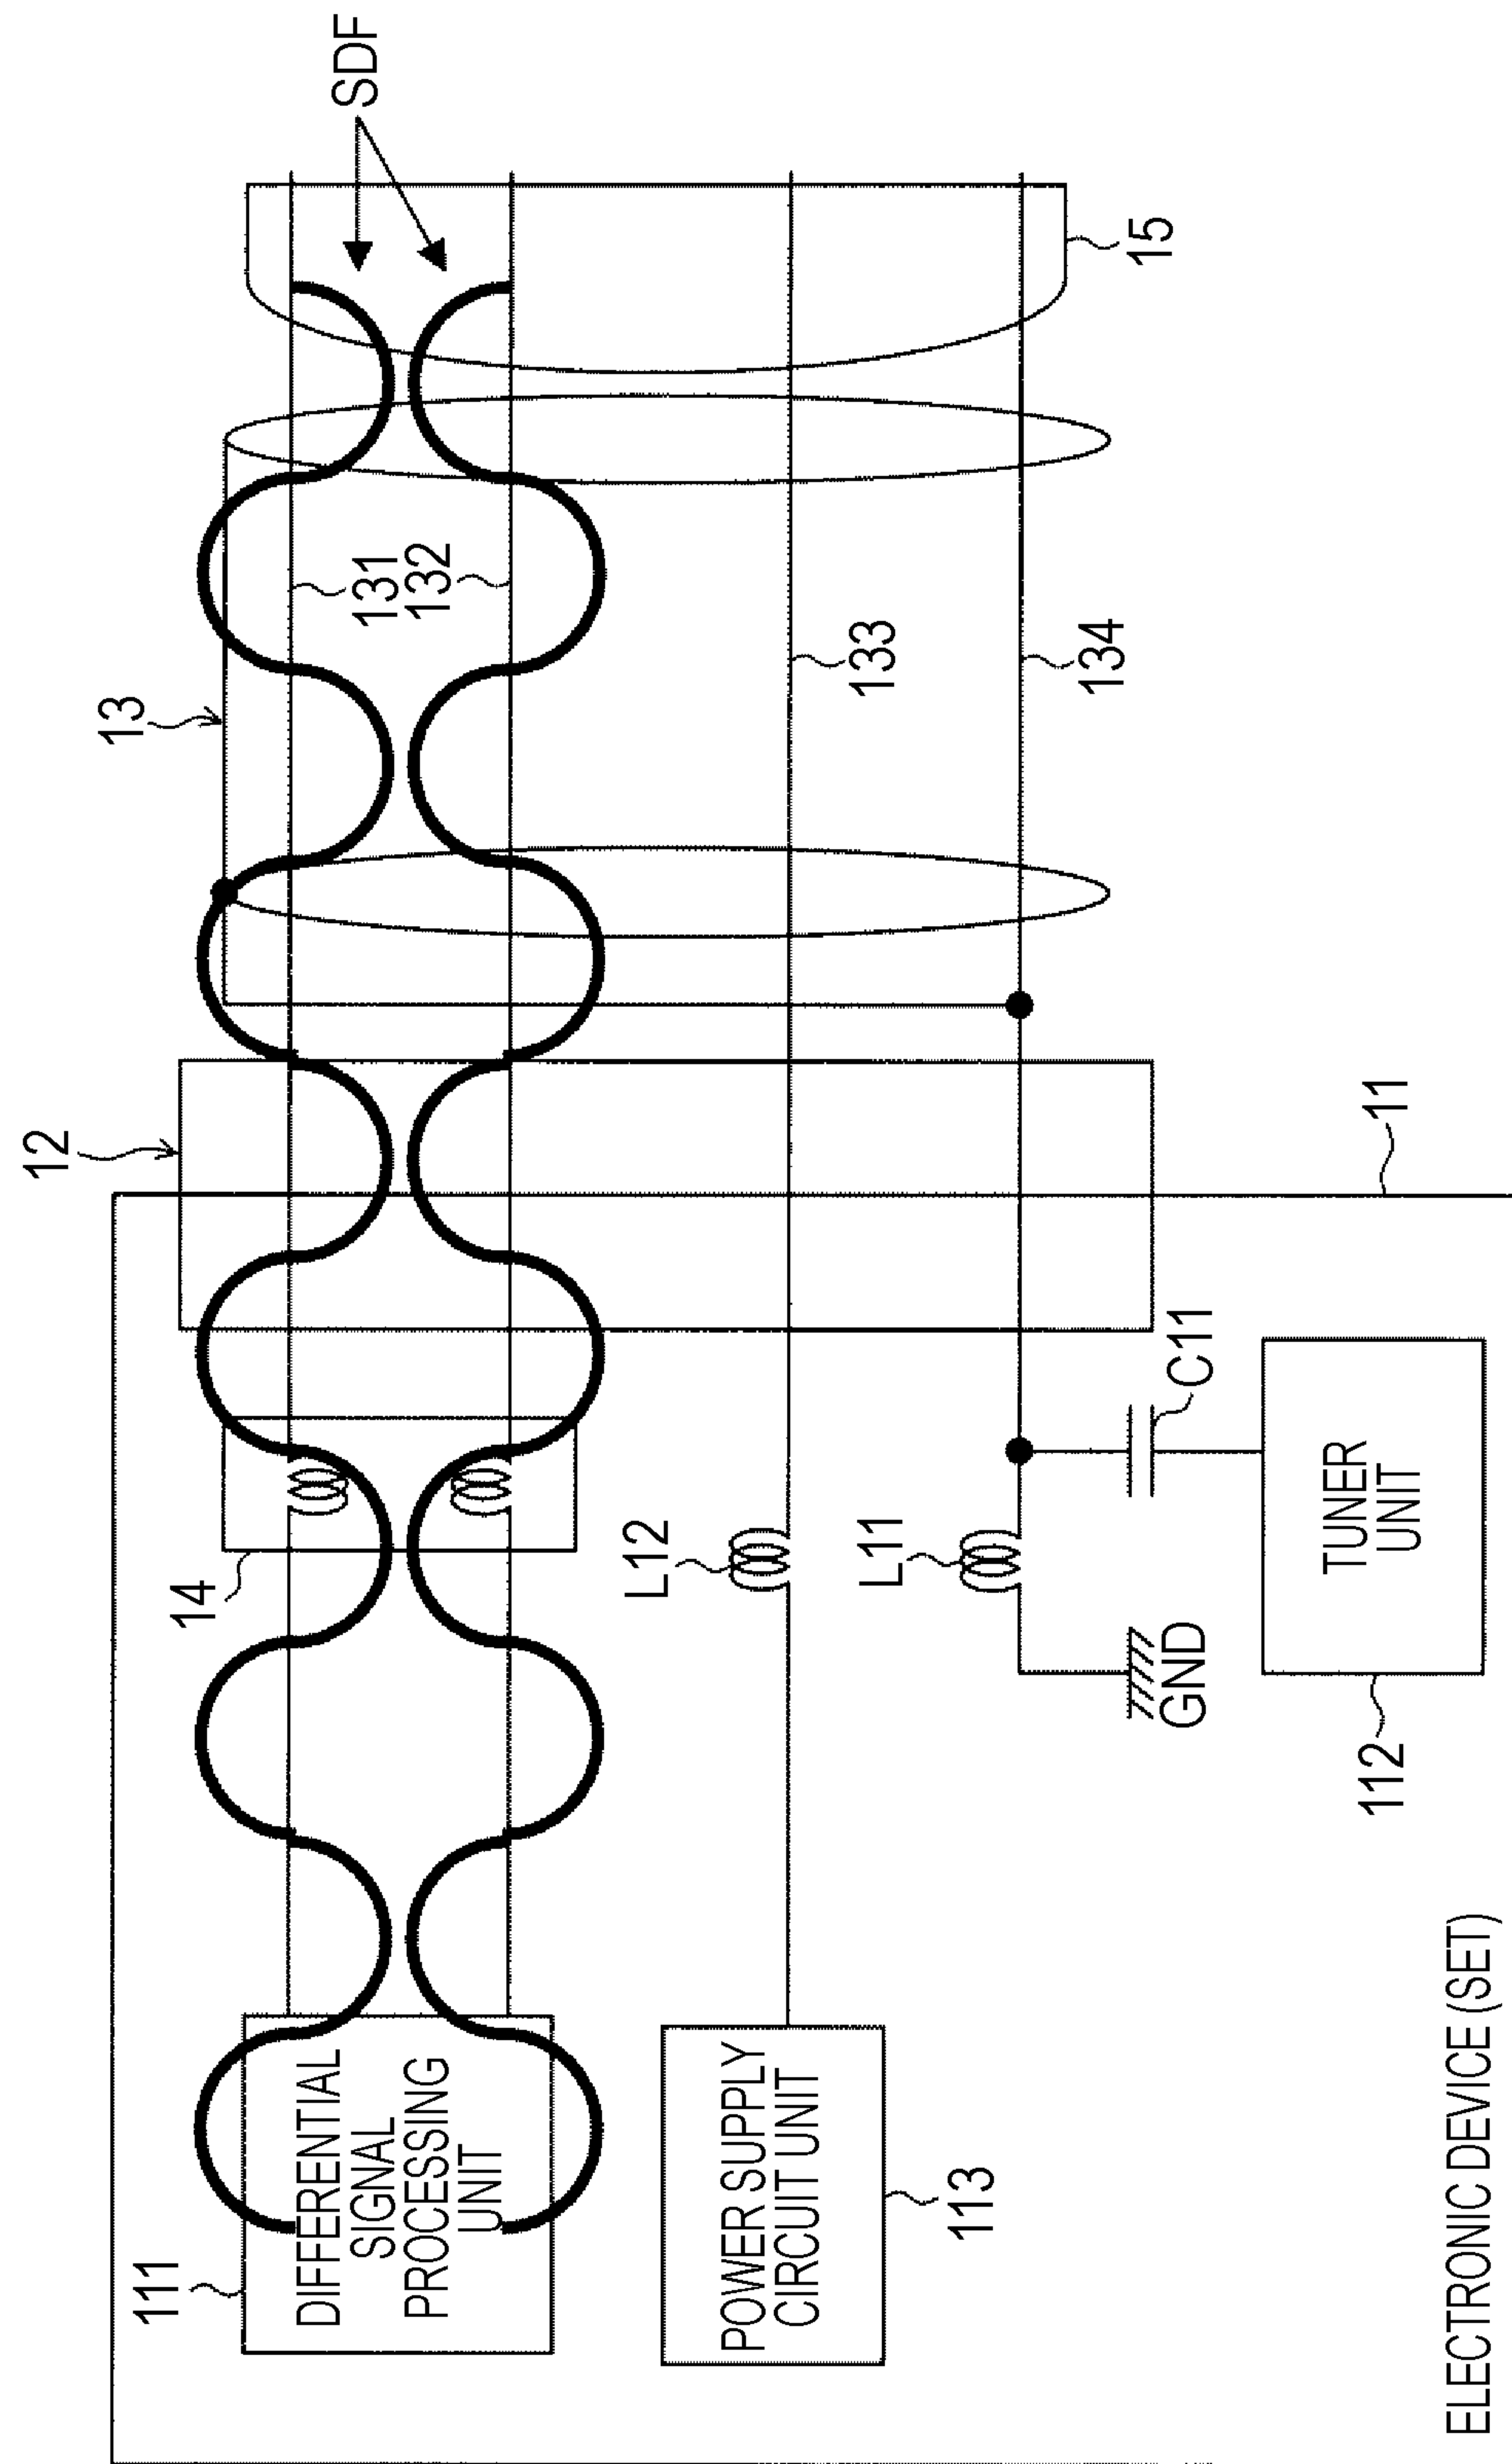 SDF
13
131
132
133
134
15
12
11
14
L12
L11
C11
GND
TUNER
UNIT
112
111
DIFFERENTIAL
SIGNAL
PROCESSING
UNIT
POWER SUPPLY
CIRCUIT UNIT
113
ELECTRONIC DEVICE (SET)